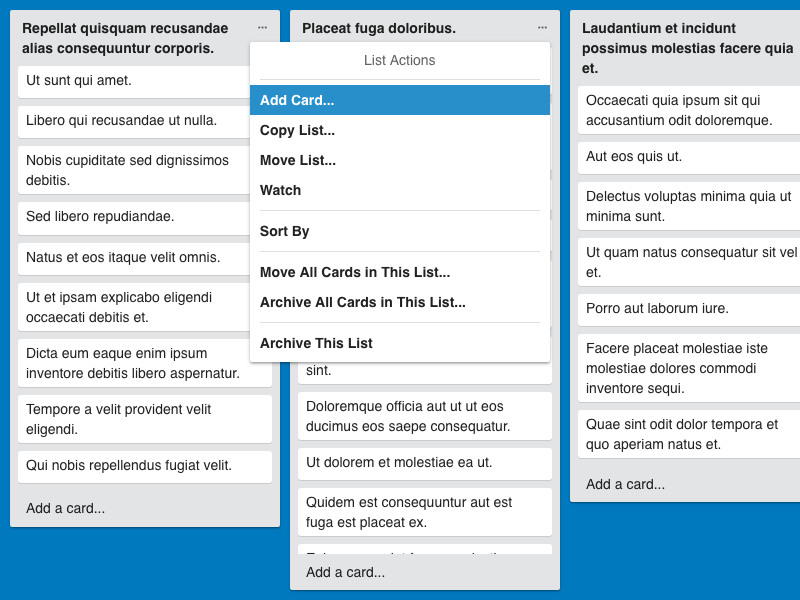 Repellat quisquam recusandae
alias consequuntur corporis.
Ut sunt qui amet.
Libero qui recusandae ut nulla.
Nobis cupiditate sed dignissimos
debitis.
Sed libero repudiandae.
Natus et eos itaque velit omnis.
Ut et ipsam explicabo eligendi
occaecati debitis et.
Dicta eum eaque enim ipsum
inventore debitis libero aspernatur.
Tempore a velit provident velit
eligendi.
Qui nobis repellendus fugiat velit.
Add a card...
Placeat fuga doloribus.
List Actions
Add Card...
Copy List...
Move List...
Watch
Sort By
Move All Cards in This List...
Archive All Cards in This List...
Archive This List
sint.
Doloremque officia aut ut ut eos
ducimus eos saepe consequatur.
Ut dolorem et molestiae ea ut.
Quidem est consequuntur aut est
fuga est placeat ex.
Add a card...
Laudantium et incidunt
possimus molestias facere quia
et.
Occaecati quia ipsum sit qui
accusantium odit doloremque.
Aut eos quis ut.
Delectus voluptas minima quia ut
minima sunt.
Ut quam natus consequatur sit vel
et.
Porro aut laborum iure.
Facere placeat molestiae iste
molestiae dolores commodi
inventore sequi.
Quae sint odit dolor tempora et
quo aperiam natus et.
Add a card...